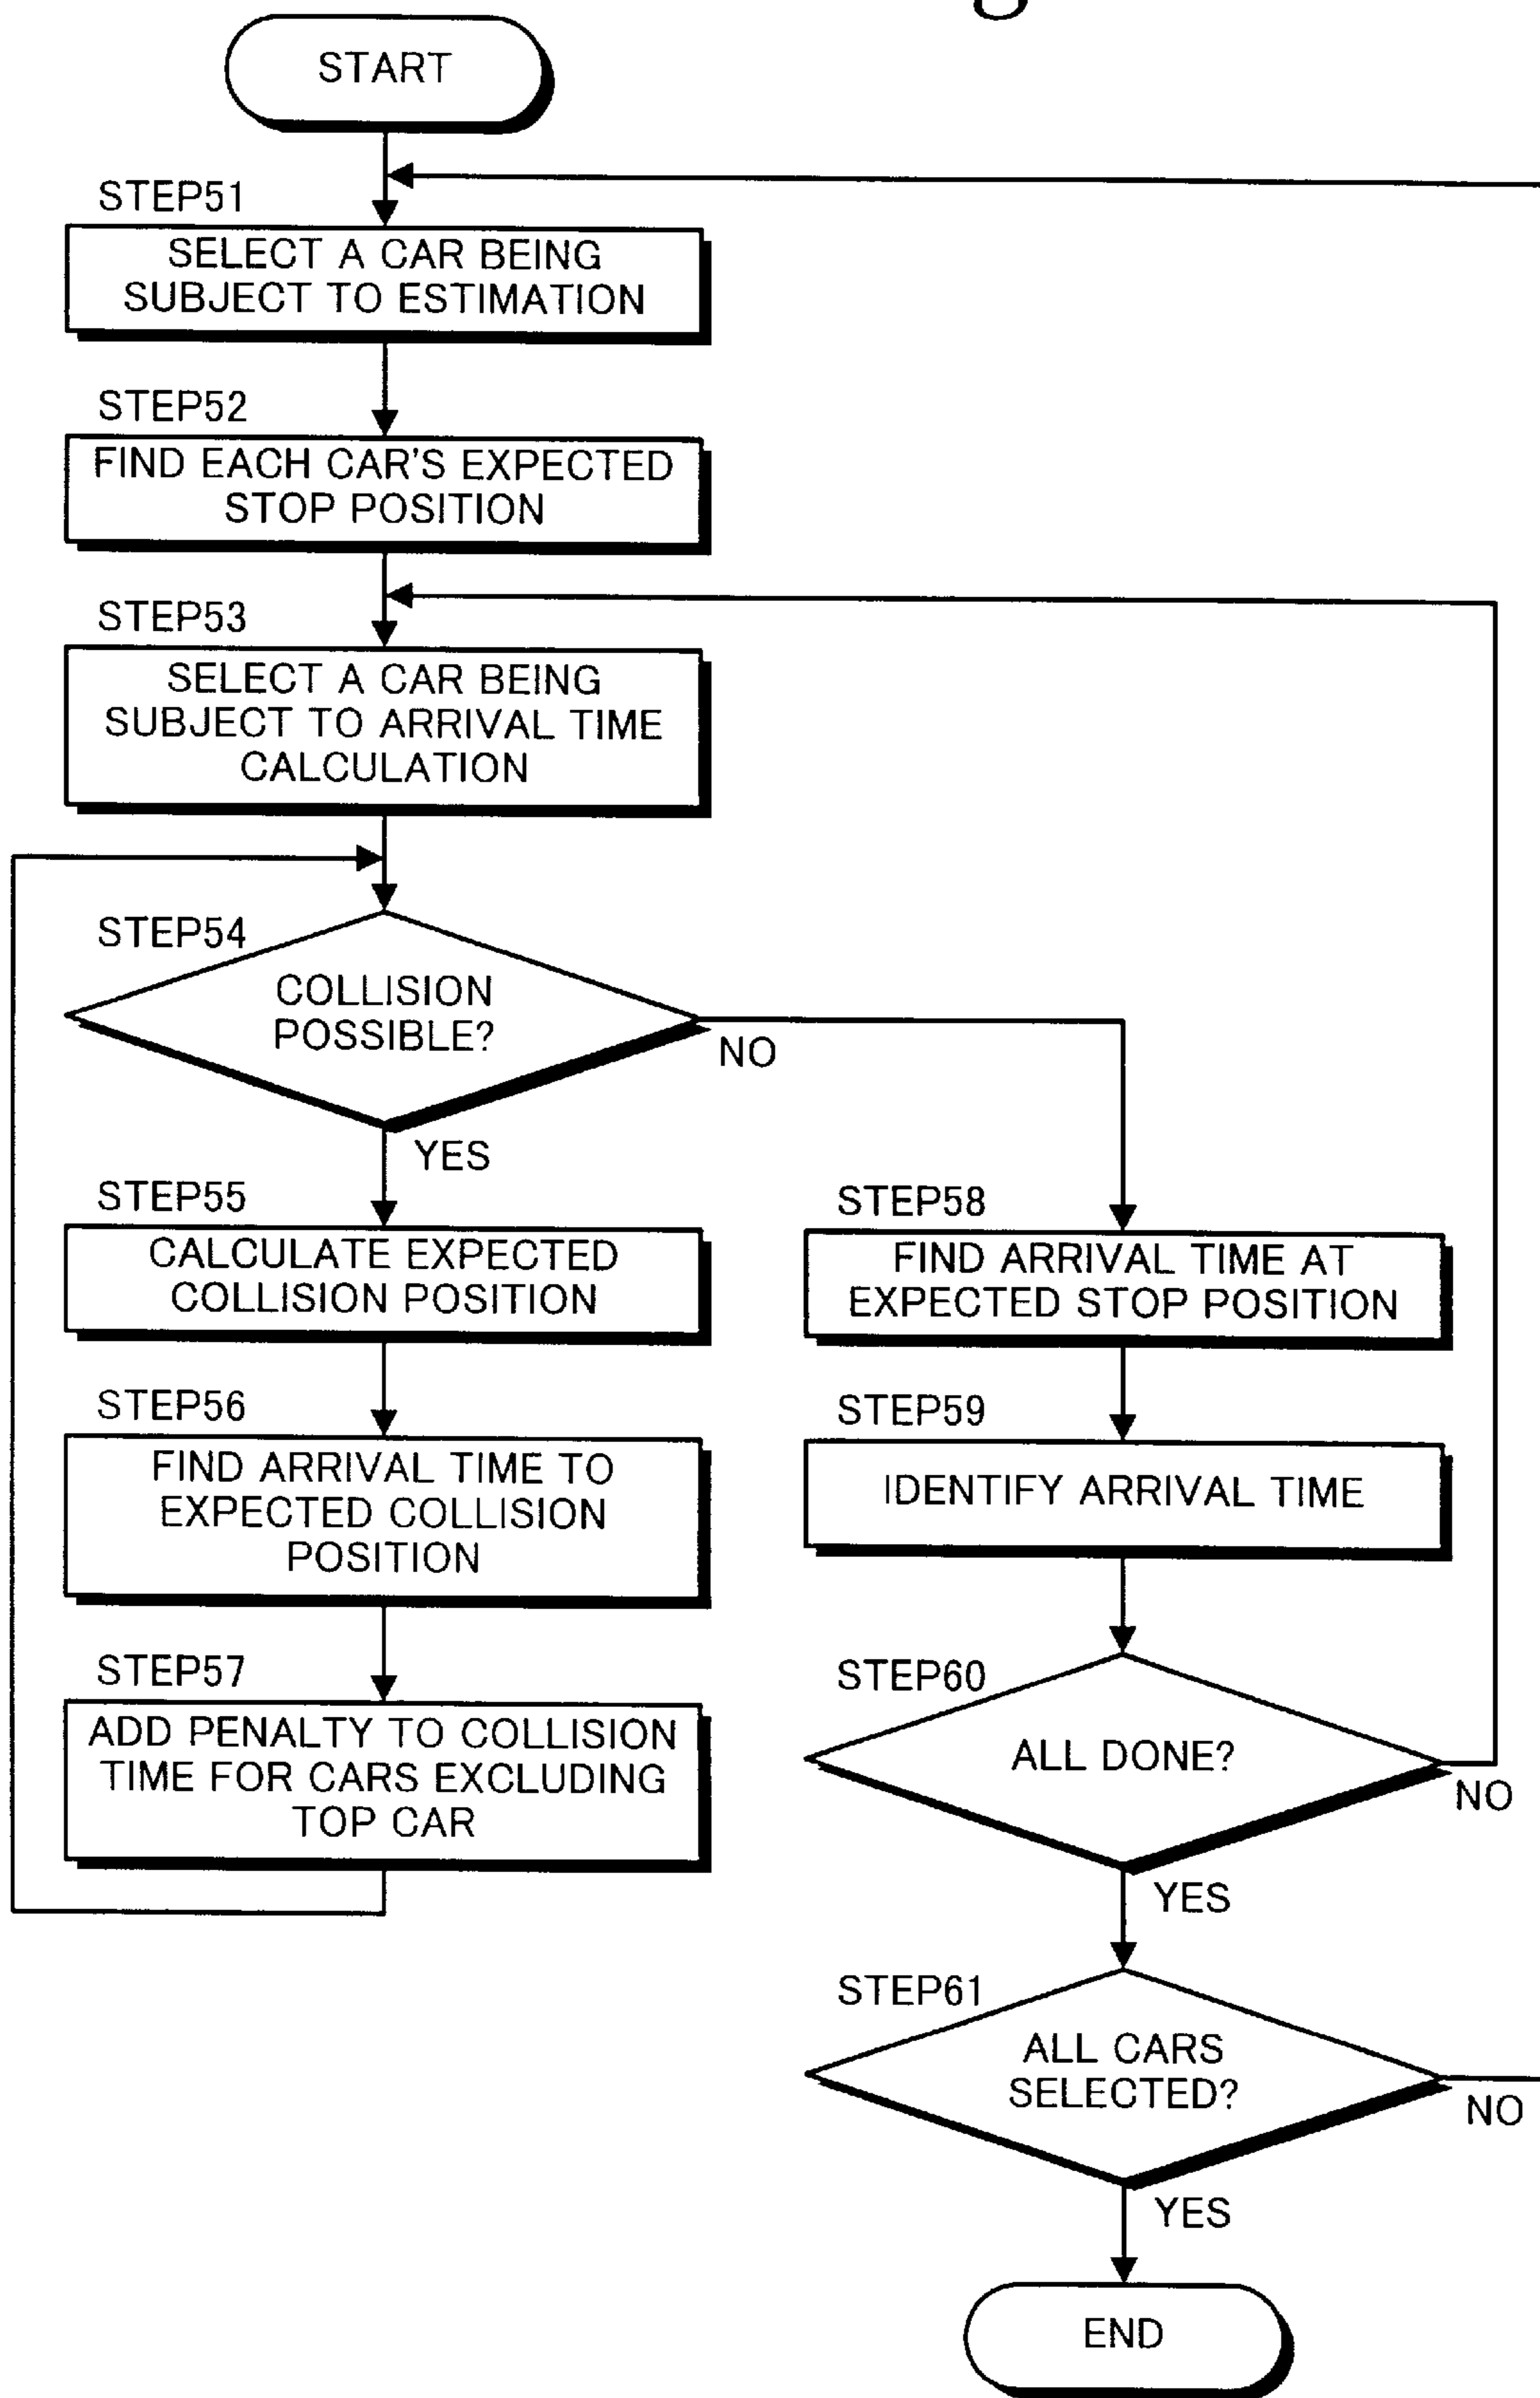 START
STEP51
SELECT A CAR BEING
SUBJECT TO ESTIMATION
STEP52
FIND EACH CAR'S EXPECTED
STOP POSITION
STEP53
SELECT A CAR BEING
SUBJECT TO ARRIVAL TIME
CALCULATION
STEP54
COLLISION
POSSIBLE?
NO
YES
STEP55
CALCULATE EXPECTED
COLLISION POSITION
STEP56
FIND ARRIVAL TIME TO
EXPECTED COLLISION
POSITION
STEP57
ADD PENALTY TO COLLISION
TIME FOR CARS EXCLUDING
TOP CAR
STEP58
FIND ARRIVAL TIME AT
EXPECTED STOP POSITION
STEP59
IDENTIFY ARRIVAL TIME
STEP60
ALL DONE?
NO
YES
STEP61
ALL CARS
SELECTED?
NO
YES
END